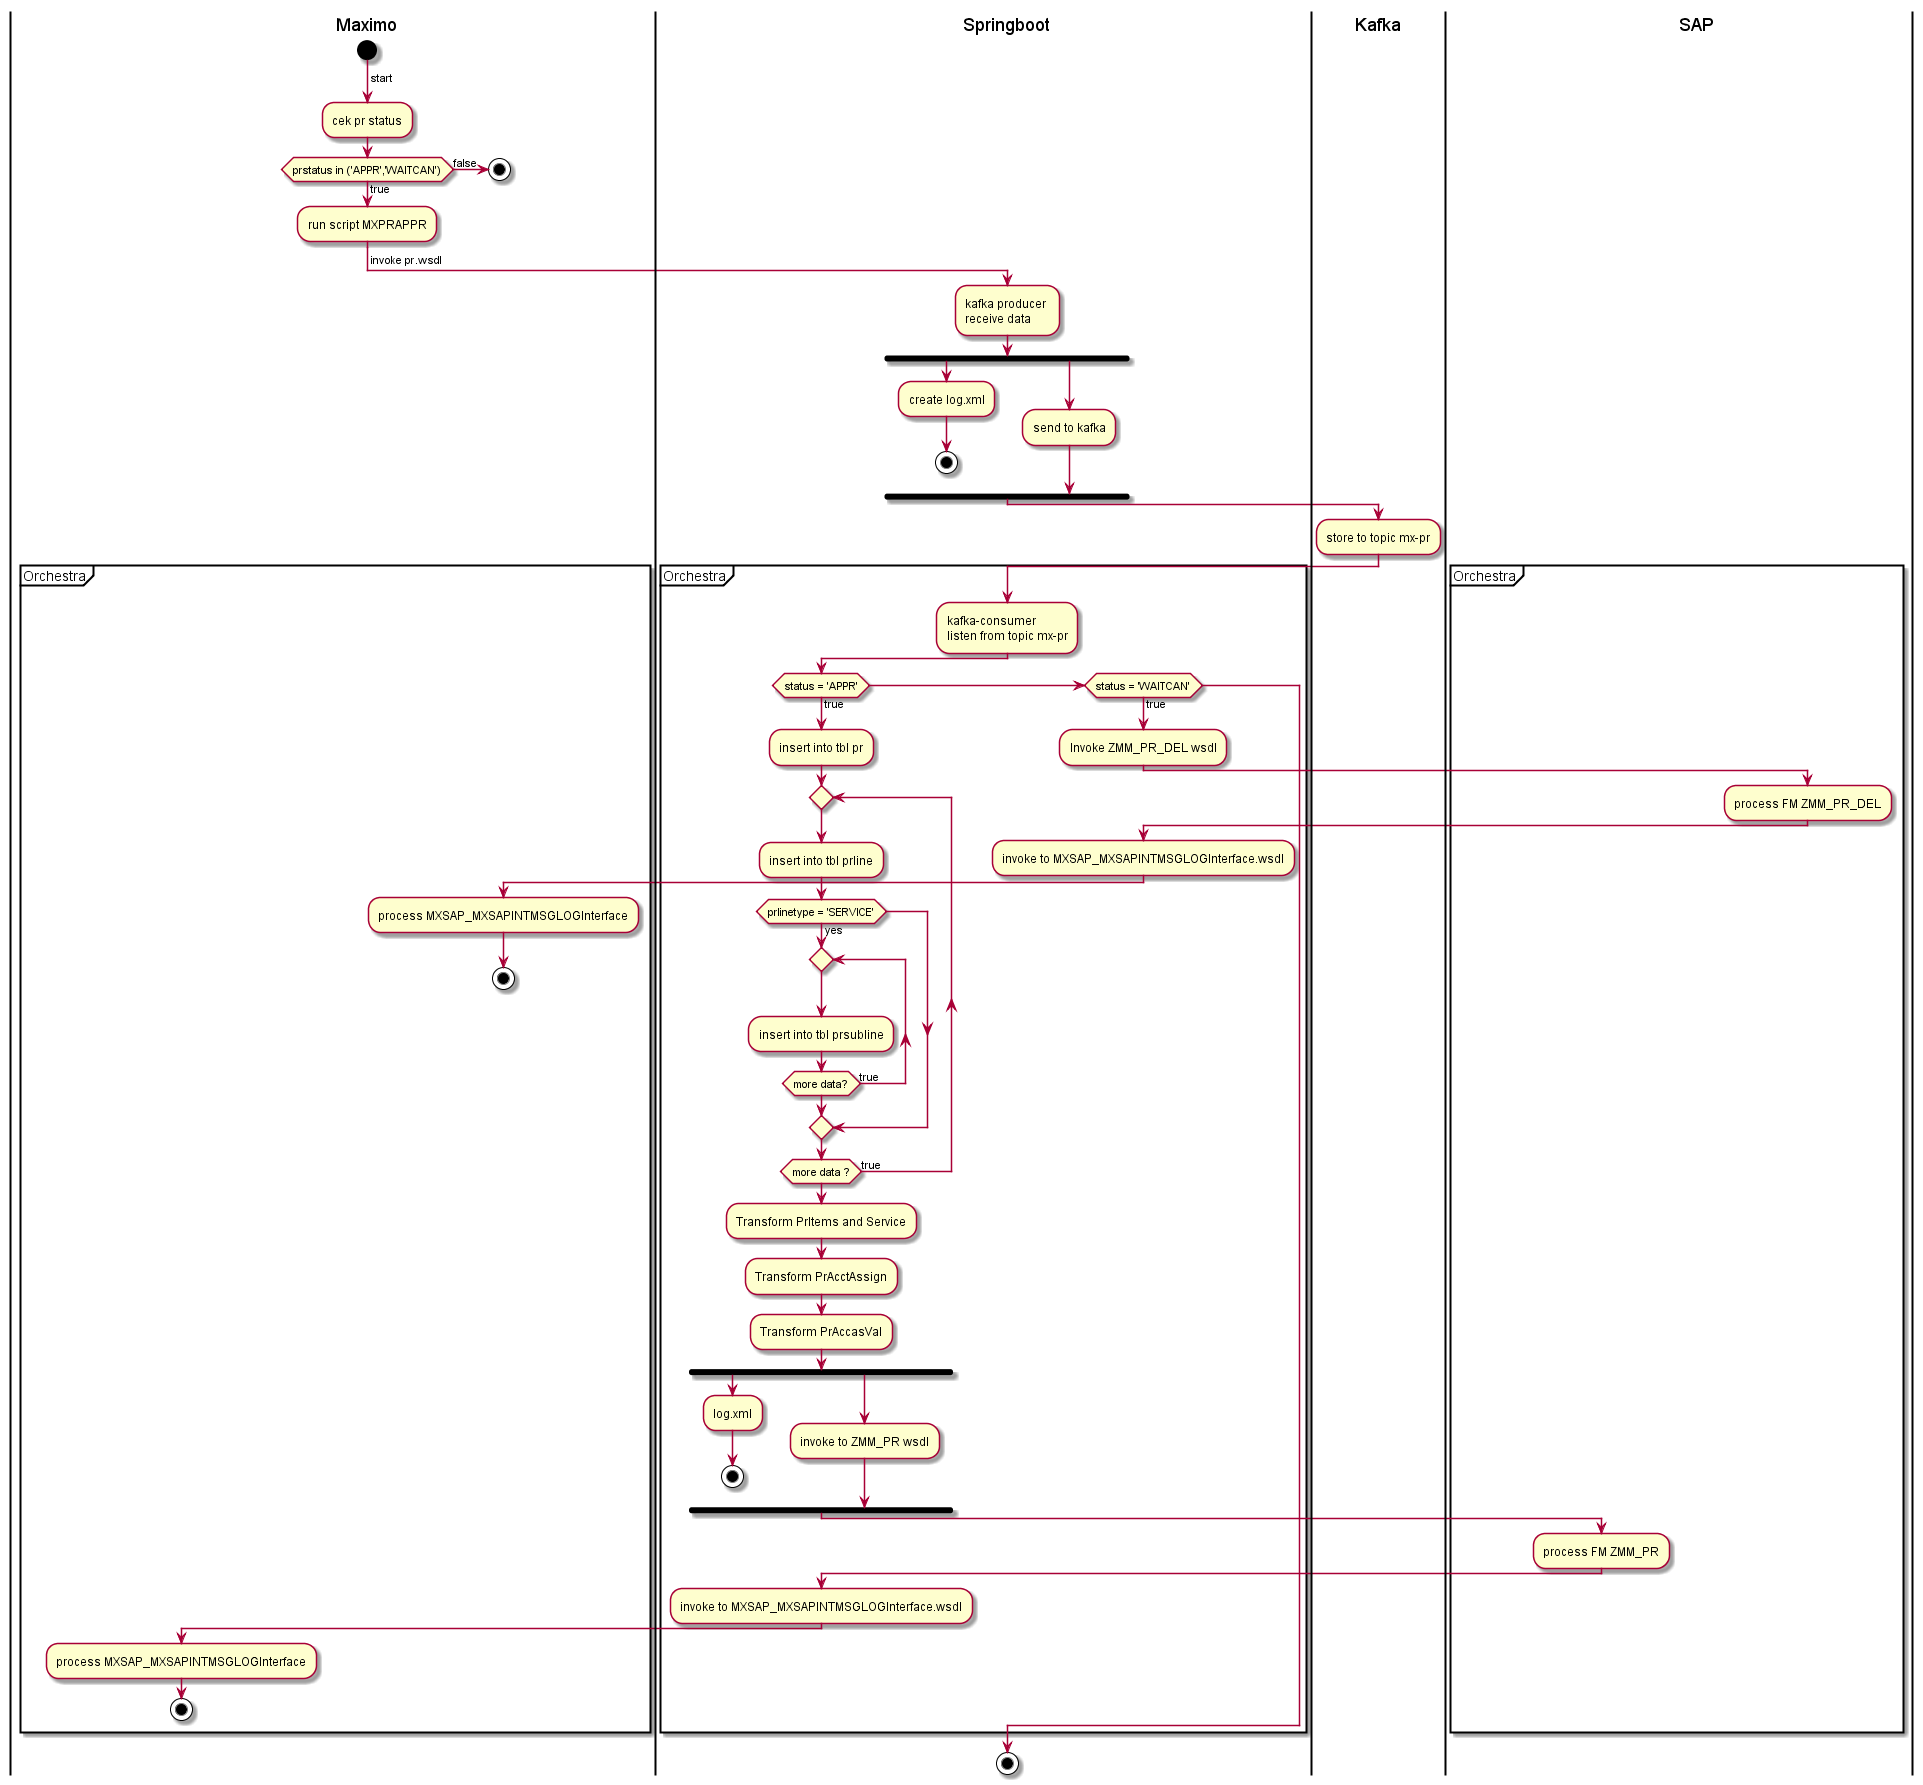 Maximo
Springboot
Kafka
SAP
start
cek pr status
prstatus in ('APPR','WAITCAN')
false
true
run script MXPRAPPR
invoke pr.wsdl
kafka producer
receive data
create log.xml
send to kafka
store to topic mx-pr
Orchestra
Orchestra
Orchestra
kafka-consumer
listen from topic mx-pr
status = 'APPR'
status = 'WAITCAN'
true
true
insert into tbl pr
Invoke ZMM_PR_DEL wsdl
process FM ZMM_PR_DEL
insert into tbl prline
invoke to MXSAP_MXSAPINTMSGLOGInterface.wsdl
process MXSAP_MXSAPINTMSGLOGInterface
prlinetype = 'SERVICE'
yes
insert into tbl prsubline
more data?
true
more data ?
true
Transform PrItems and Service
Transform PrAcctAssign
Transform PrAccasVal
log.xml
invoke to ZMM_PR wsdl
process FM ZMM_PR
invoke to MXSAP_MXSAPINTMSGLOGInterface.wsdl
process MXSAP_MXSAPINTMSGLOGInterface